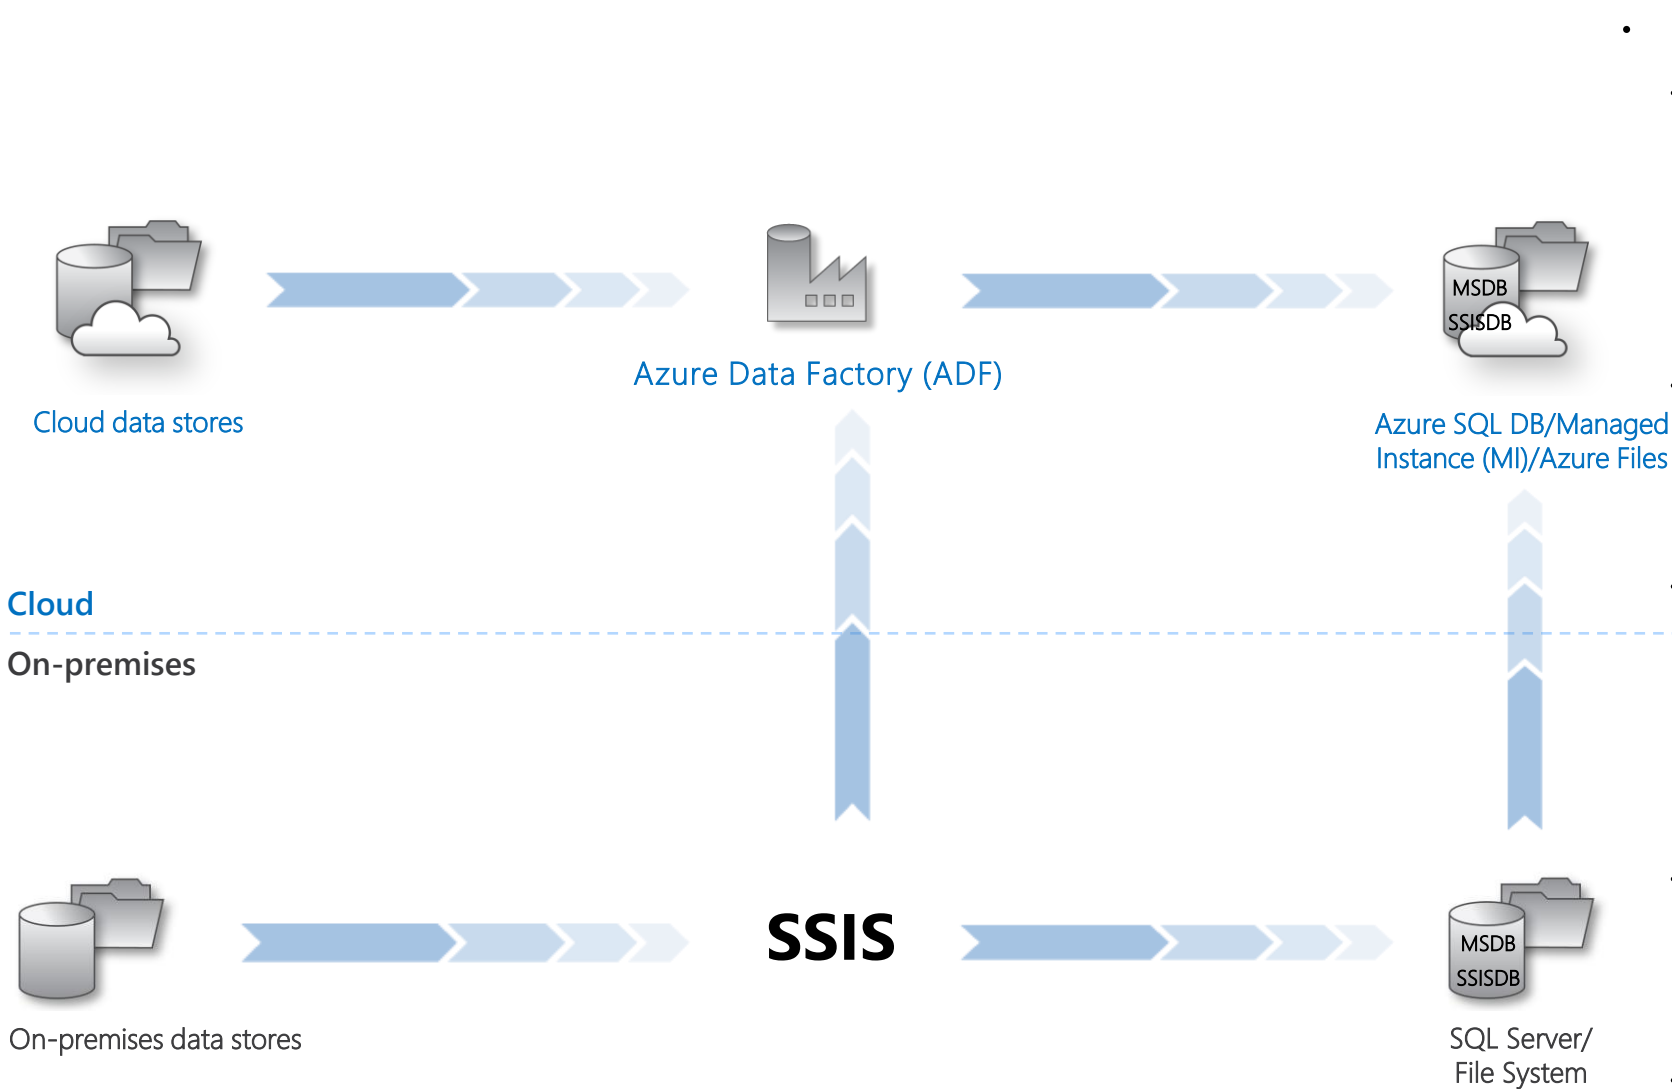 MSDB
SSISDB
Azure Data Factory (ADF)
Cloud data stores
Azure SQL DB/Managed
Instance (MI)/Azure Files
Cloud
On-premises
SSIS
MSDB
SSISDB
On-premises data stores
SQL Server/
File System